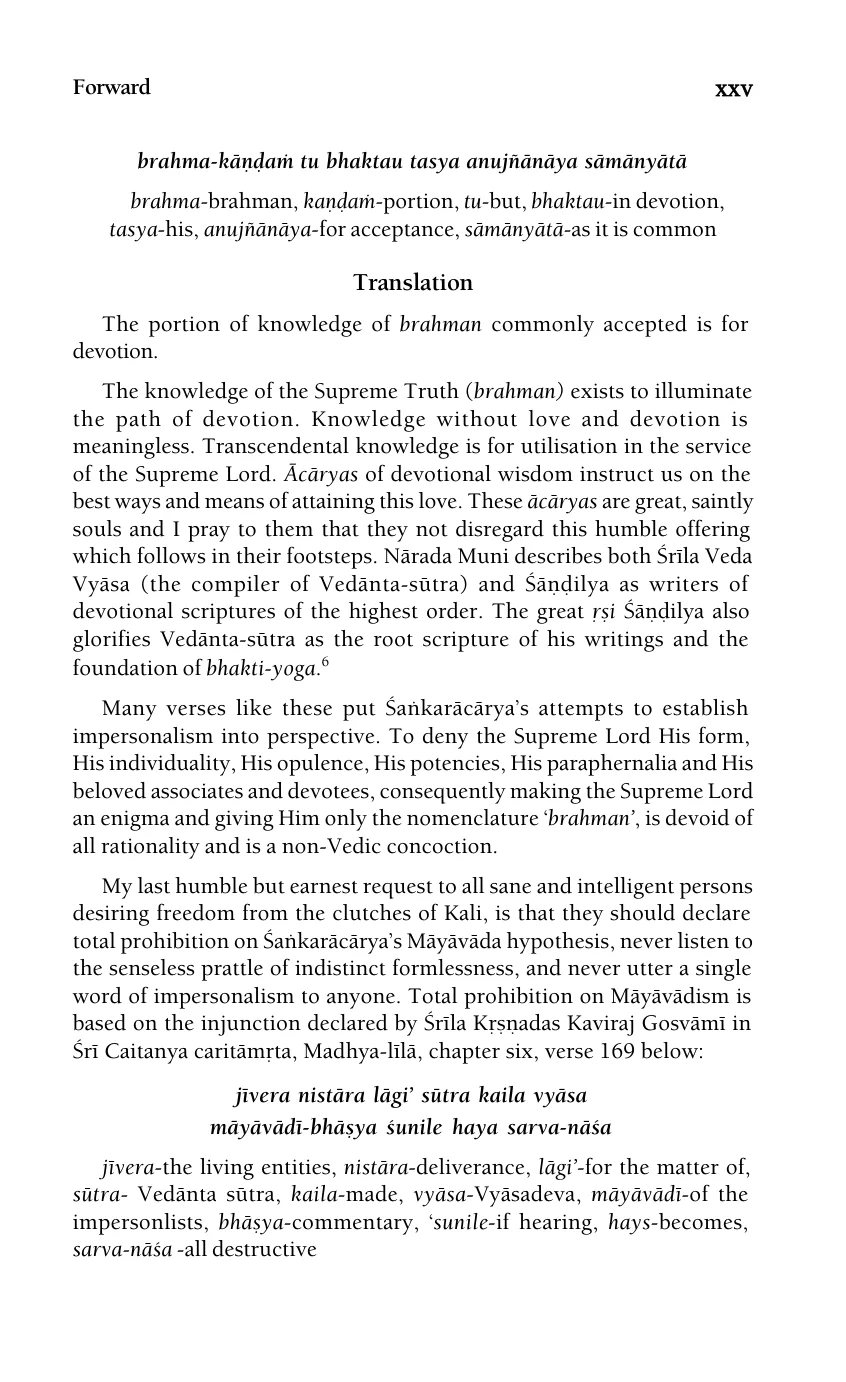 Forward xxv
brahma-kāṇḍaṁ tu bhaktau tasya anujñānāya sāmānyātā
brahma-brahman, kaṇḍaṁ-portion, tu-but, bhaktau-in devotion,
tasya-his, anujñānāya-for acceptance, sāmānyātā-as it is common
Translation
The portion of knowledge of brahman commonly accepted is for
devotion.
The knowledge of the Supreme Truth (brahman) exists to illuminate
the path of devotion. Knowledge without love and devotion is
meaningless. Transcendental knowledge is for utilisation in the service
of the Supreme Lord. Ācāryas of devotional wisdom instruct us on the
best ways and means of attaining this love. These ācāryas are great, saintly
souls and I pray to them that they not disregard this humble offering
which follows in their footsteps. Nārada Muni describes both Śrīla Veda
Vyāsa (the compiler of Vedānta-sūtra) and Śāṇḍilya as writers of
devotional scriptures of the highest order. The great ṛṣi Śāṇḍilya also
glorifies Vedānta-sūtra as the root scripture of his writings and the
foundation of bhakti-yoga.6
Many verses like these put Śaṅkarācārya's attempts to establish
impersonalism into perspective. To deny the Supreme Lord His form,
His individuality, His opulence, His potencies, His paraphernalia and His
beloved associates and devotees, consequently making the Supreme Lord
an enigma and giving Him only the nomenclature ‘brahman’, is devoid of
all rationality and is a non-Vedic concoction.
My last humble but earnest request to all sane and intelligent persons
desiring freedom from the clutches of Kali, is that they should declare
total prohibition on Śaṅkarācārya's Māyāvāda hypothesis, never listen to
the senseless prattle of indistinct formlessness, and never utter a single
word of impersonalism to anyone. Total prohibition on Māyāvādism is
based on the injunction declared by Śrīla Kṛṣṇadas Kaviraj Gosvāmī in
Śrī Caitanya caritāmṛta, Madhya-līlā, chapter six, verse 169 below:
jīvera nistāra lāgi’ sūtra kaila vyāsa
māyāvādī-bhāṣya śunile haya sarva-nāśa
jīvera-the living entities, nistāra-deliverance, lāgi’-for the matter of,
sūtra- Vedānta sūtra, kaila-made, vyāsa-Vyāsadeva, māyāvādī-of the
impersonlists, bhāṣya-commentary, ‘sunile-if hearing, hays-becomes,
sarva-nāśa -all destructive